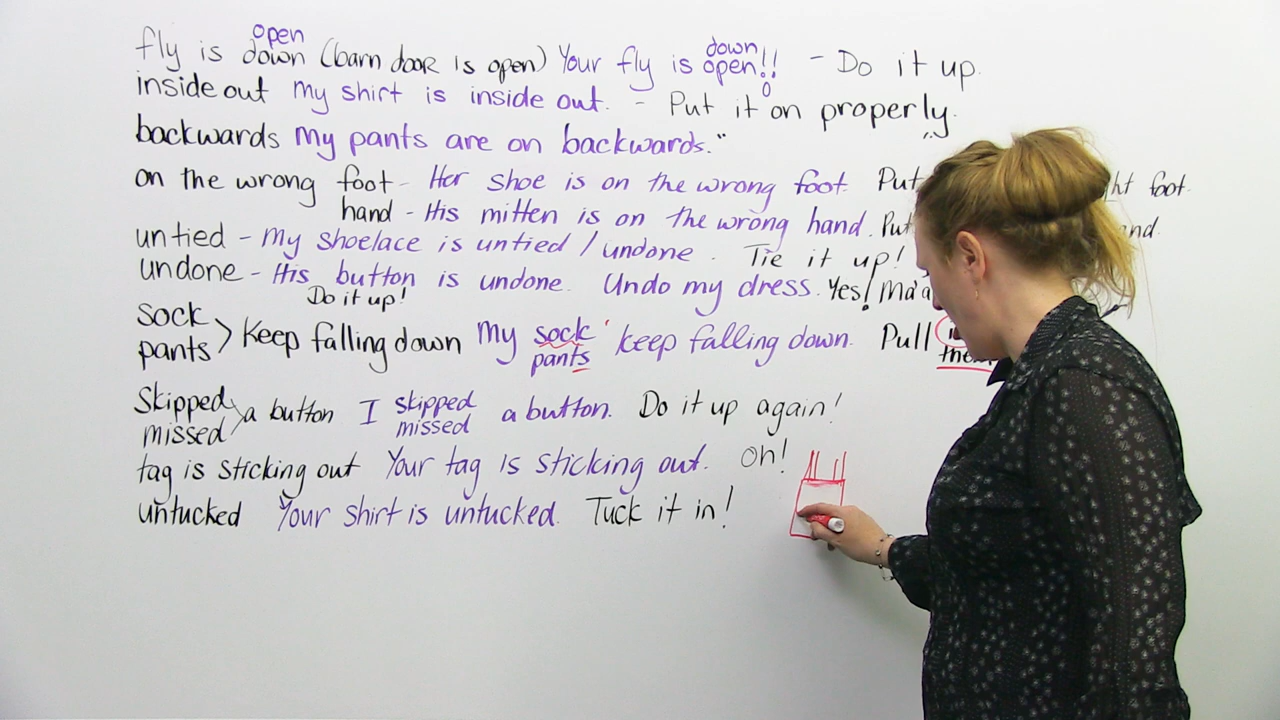 open down
fly is down (barn door is open) Your fly is open!! - Do it up.
inside out My shirt is inside out. - Put it on properly.
backwards My pants are on backwards. "
on the wrong foot - Her shoe is on the wrong foot. Put foot.
hand - His mitten is on the wrong hand. Put
untied - My shoelace is untied / undone. Tie it up!
undone - His button is undone. Undo my dress. Yes! Ma'a
Do it up!
sock
pants > Keep falling down My sock keep falling down. Pull
pants
Skipped skipped
missed > a button I missed a button. Do it up again!
tag is sticking out Your tag is sticking out. Oh!
untucked Your shirt is untucked. Tuck it in!